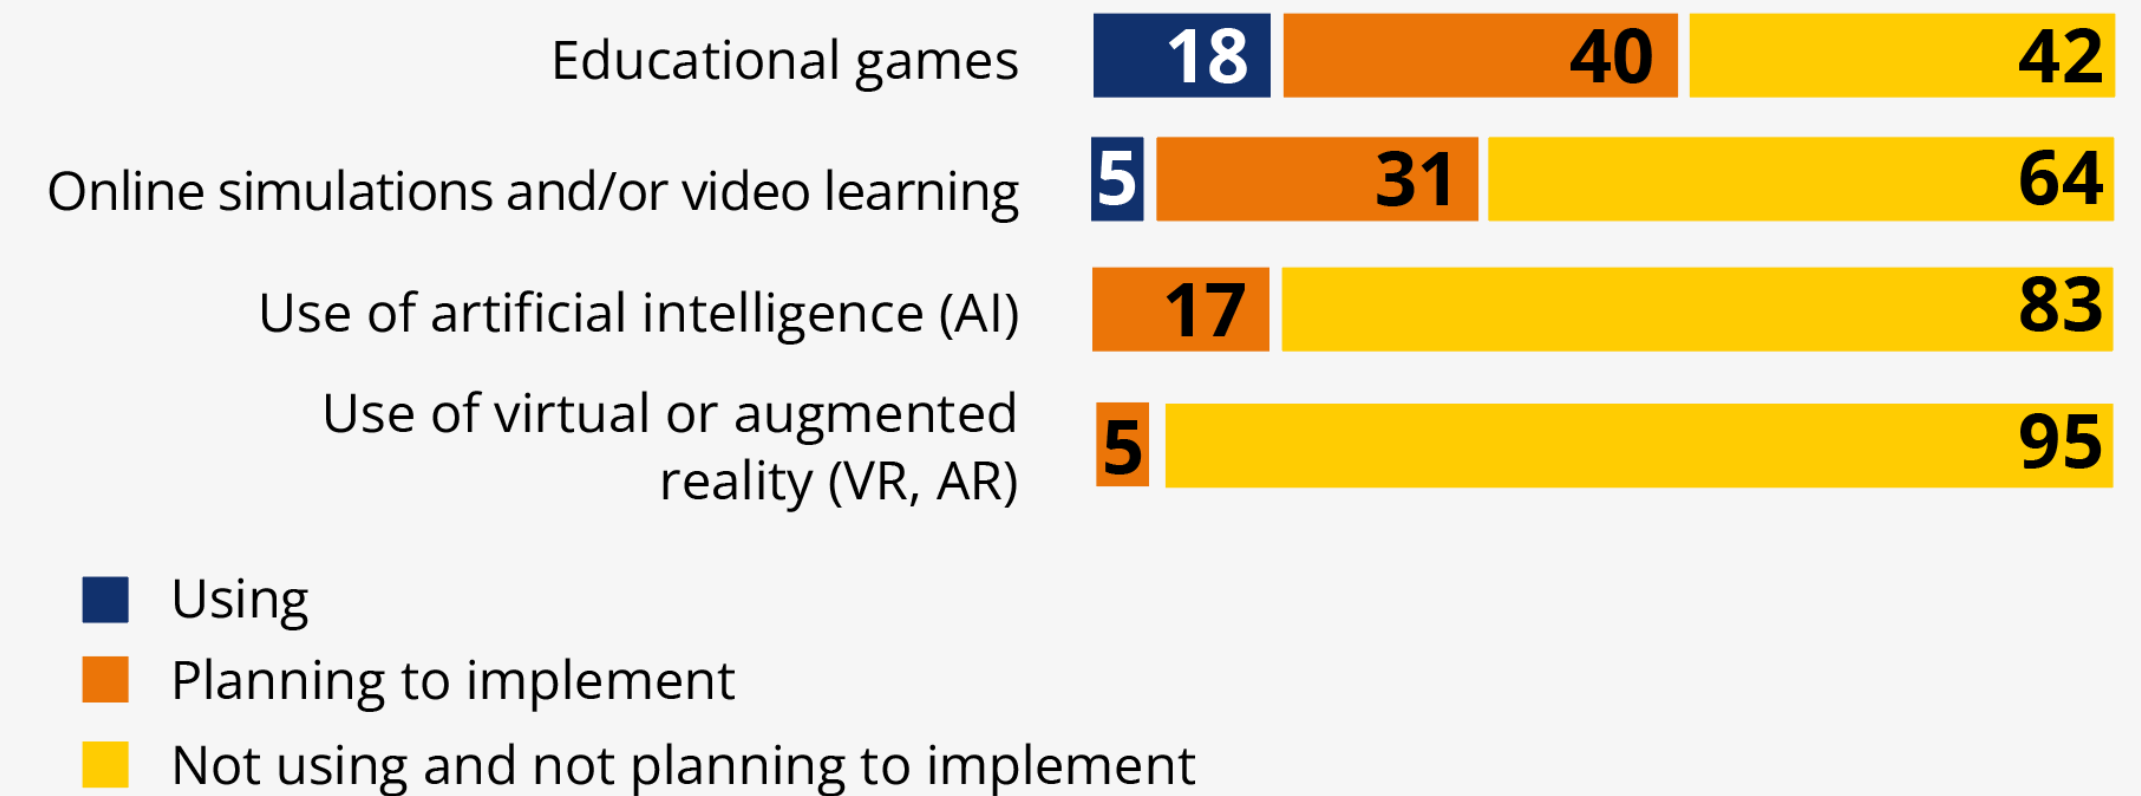 Educational games 18 40 42
Online simulations and/or video learning 5 31 64
Use of artificial intelligence (AI) 17 83
Use of virtual or augmented
reality (VR, AR) 5 95
Using
Planning to implement
Not using and not planning to implement